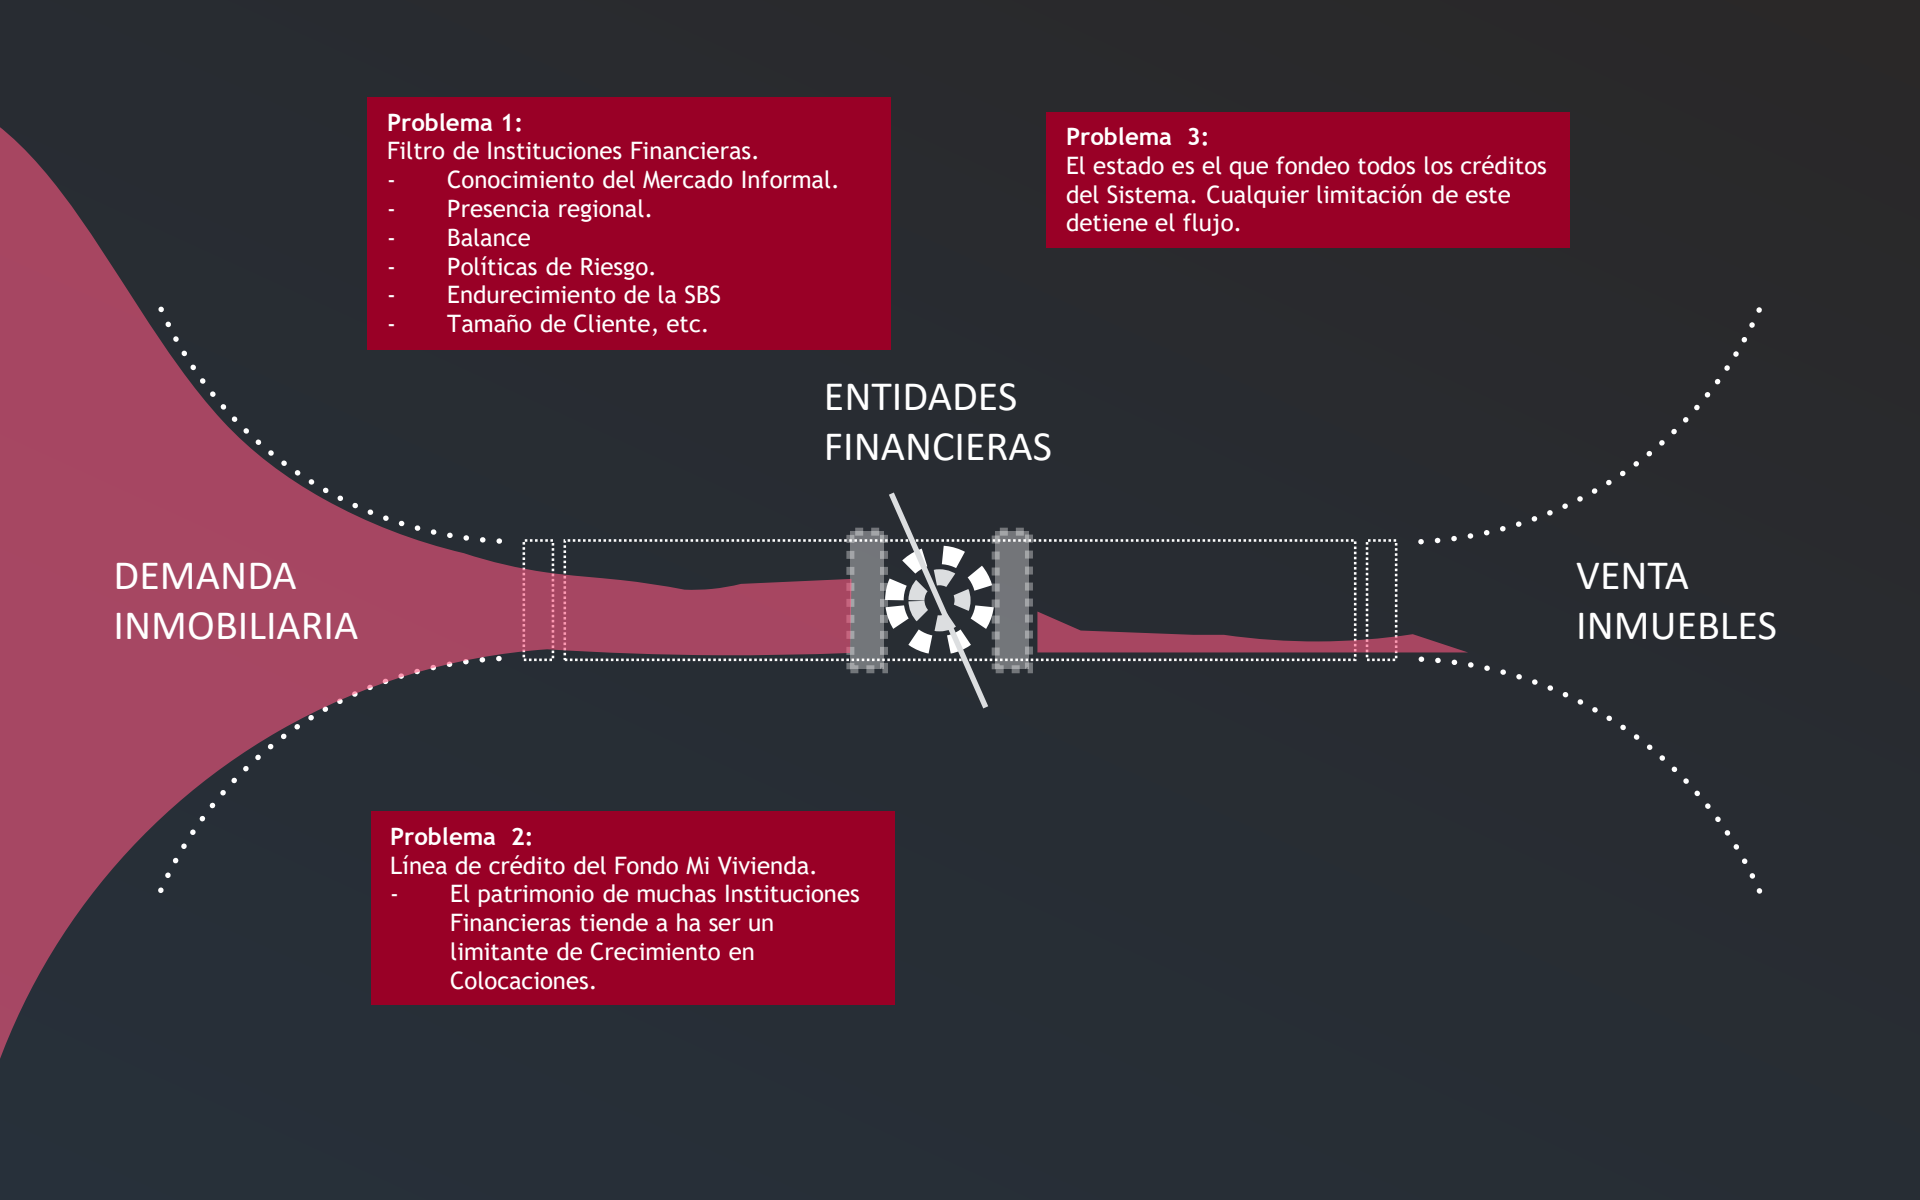 Problema 1:
Filtro de Instituciones Financieras.
- Conocimiento del Mercado Informal.
- Presencia regional.
- Balance
- Políticas de Riesgo.
- Endurecimiento de la SBS
- Tamaño de Cliente, etc.
Problema 3:
El estado es el que fondeo todos los créditos
del Sistema. Cualquier limitación de este
detiene el flujo.
ENTIDADES
FINANCIERAS
DEMANDA
INMOBILIARIA
VENTA
INMUEBLES
Problema 2:
Línea de crédito del Fondo Mi Vivienda.
- El patrimonio de muchas Instituciones
Financieras tiende a ha ser un
limitante de Crecimiento en
Colocaciones.